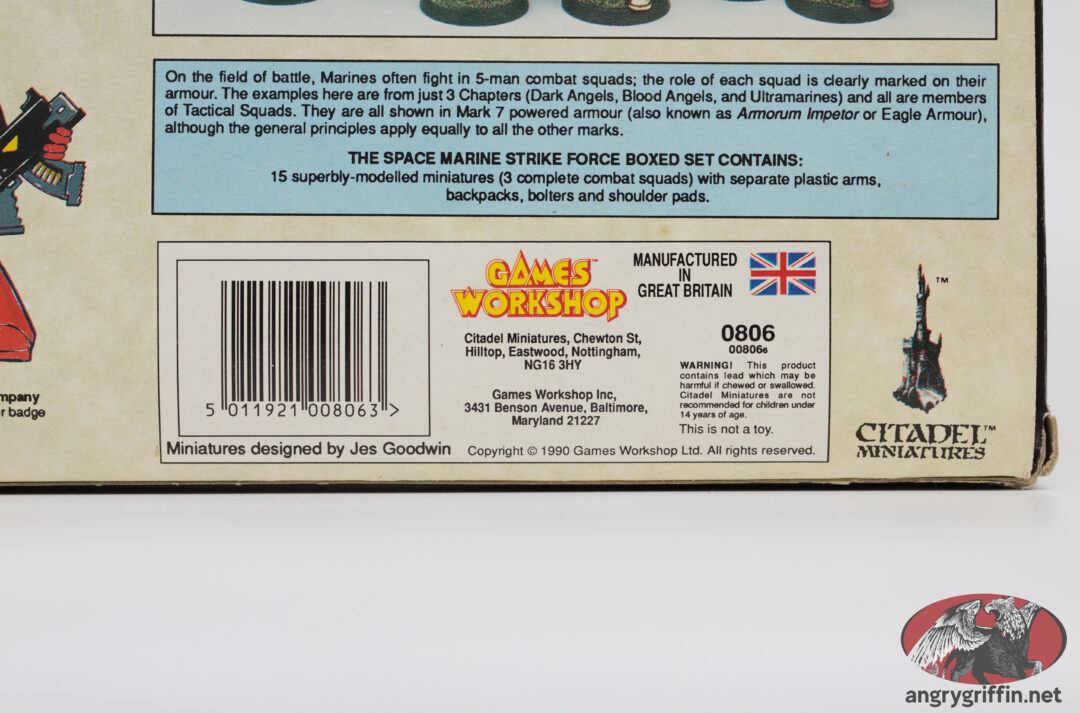 On the field of battle, Marines often fight in 5-man combat squads; the role of each squad is clearly marked on their
armour. The examples here are from just 3 Chapters (Dark Angels, Blood Angels, and Ultramarines) and all are members
of Tactical Squads. They are all shown in Mark 7 powered armour (also known as Armorum Impetor or Eagle Armour),
although the general principles apply equally to all the other marks.
THE SPACE MARINE STRIKE FORCE BOXED SET CONTAINS:
15 superbly-modelled miniatures (3 complete combat squads) with separate plastic arms,
backpacks, bolters and shoulder pads.
mpany
r badge
5 011921 008063 >
Miniatures designed by Jes Goodwin
GAMES™
WORKSHOP
Citadel Miniatures, Chewton St,
Hilltop, Eastwood, Nottingham,
NG16 3HY
Games Workshop Inc,
3431 Benson Avenue, Baltimore,
Maryland 21227
MANUFACTURED
IN
GREAT BRITAIN
0806
008066
WARNING! This product
contains lead which may be
harmful if chewed or swallowed.
Citadel Miniatures are not
recommended for children under
14 years of age.
This is not a toy.
Copyright © 1990 Games Workshop Ltd. All rights reserved.
™
CITADEL™
MINIATURES
angrygriffin.net